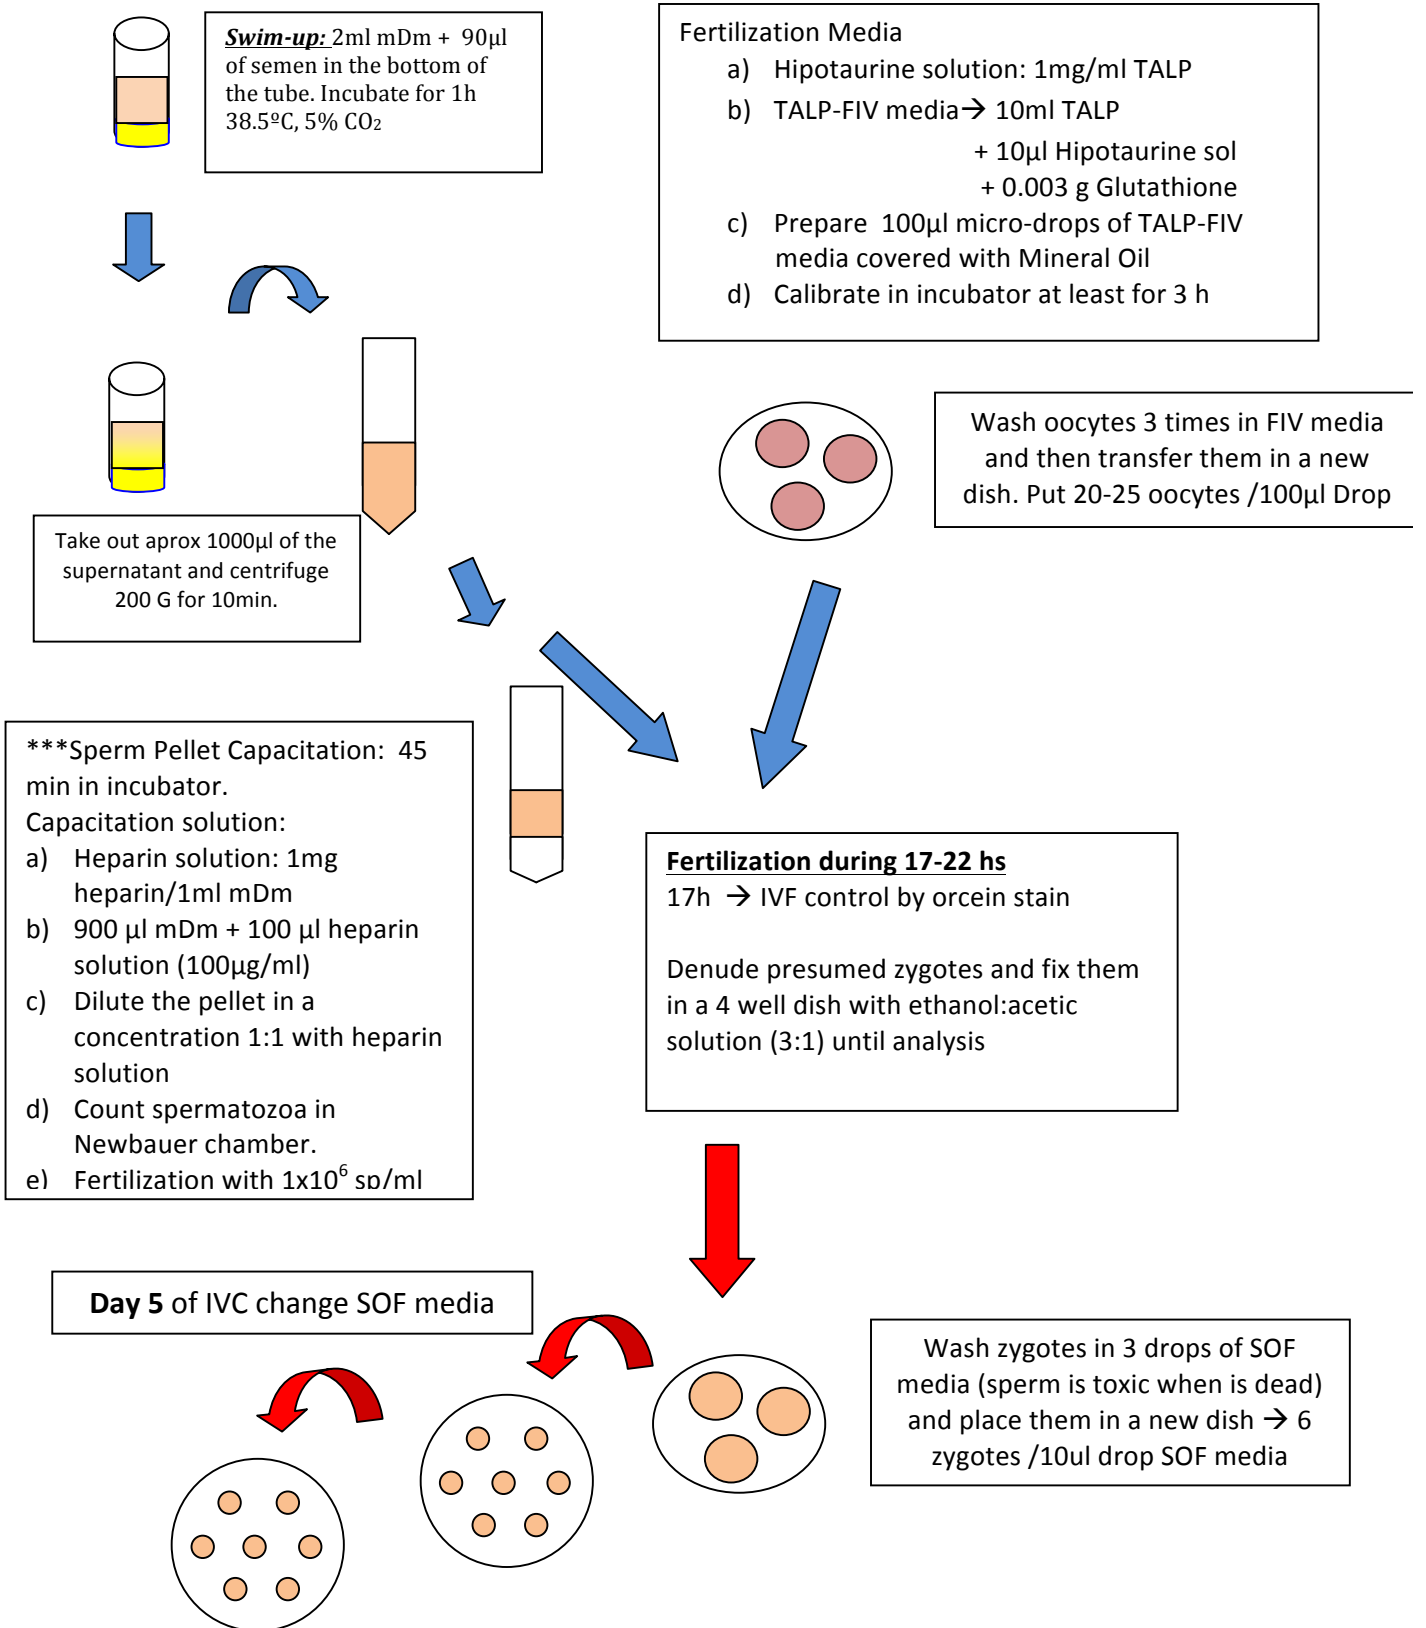 Swim-up: 2ml mDm + 90µl
of semen in the bottom of
the tube. Incubate for 1h
38.5ºC, 5% CO₂
Fertilization Media
a) Hipotaurine solution: 1mg/ml TALP
b) TALP-FIV media→ 10ml TALP
+ 10µl Hipotaurine sol
+ 0.003 g Glutathione
c) Prepare 100µl micro-drops of TALP-FIV
media covered with Mineral Oil
d) Calibrate in incubator at least for 3 h
Wash oocytes 3 times in FIV media
and then transfer them in a new
dish. Put 20-25 oocytes /100µl Drop
Take out aprox 1000µl of the
supernatant and centrifuge
200 G for 10min.
***Sperm Pellet Capacitation: 45
min in incubator.
Capacitation solution:
a) Heparin solution: 1mg
heparin/1ml mDm
b) 900 µl mDm + 100 µl heparin
solution (100µg/ml)
c) Dilute the pellet in a
concentration 1:1 with heparin
solution
d) Count spermatozoa in
Newbauer chamber.
e) Fertilization with 1x10⁶ sp/ml
Fertilization during 17-22 hs
17h → IVF control by orcein stain
Denude presumed zygotes and fix them
in a 4 well dish with ethanol:acetic
solution (3:1) until analysis
Day 5 of IVC change SOF media
Wash zygotes in 3 drops of SOF
media (sperm is toxic when is dead)
and place them in a new dish → 6
zygotes /10ul drop SOF media